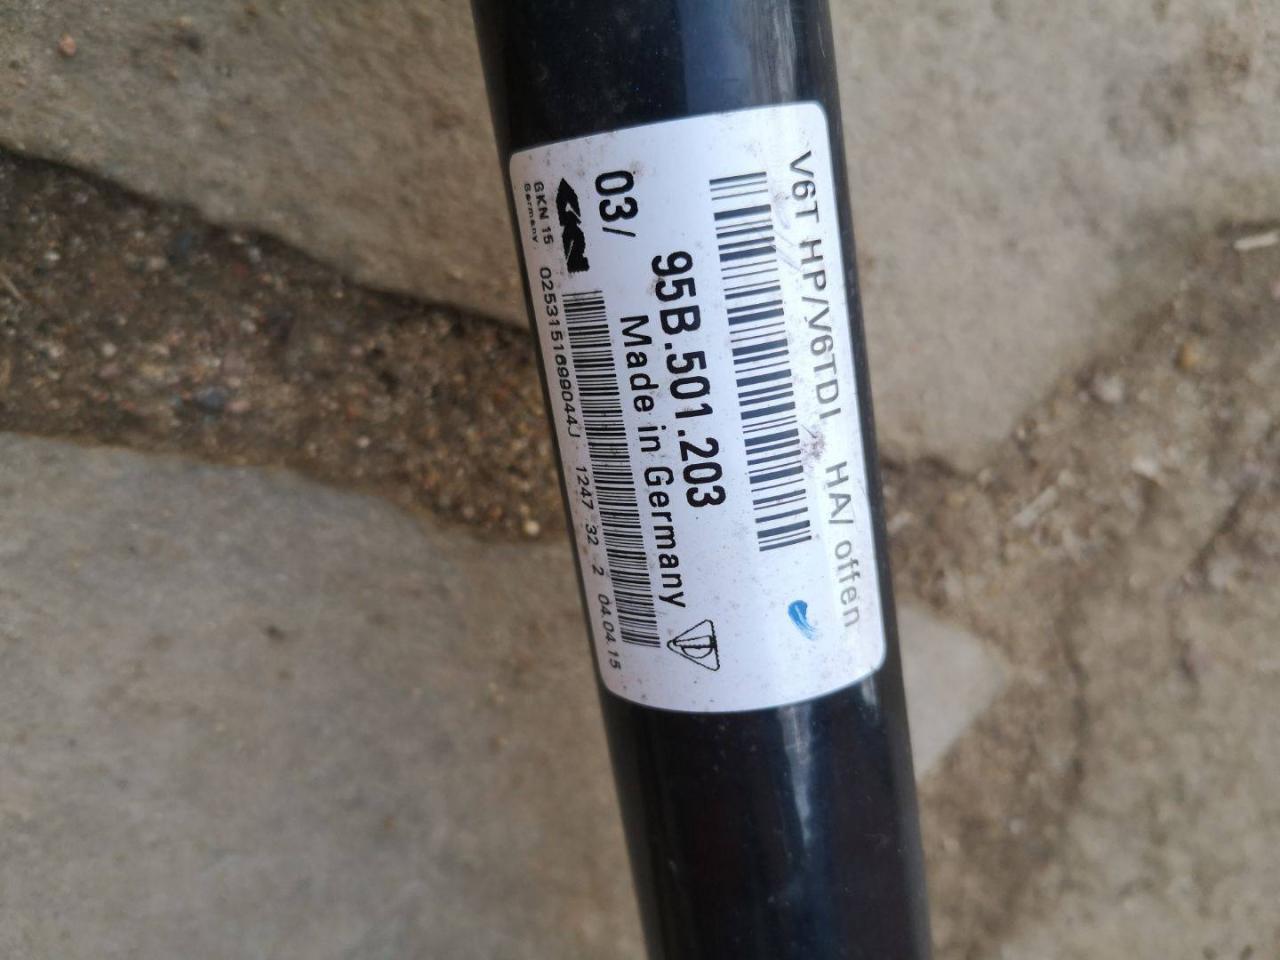 V6T HP/V6TDI HA/ offen
95B.501.203
03/
Made in Germany
GKN
GKN 15 0253151699044J 1247 32 2 04.04.15
Germany